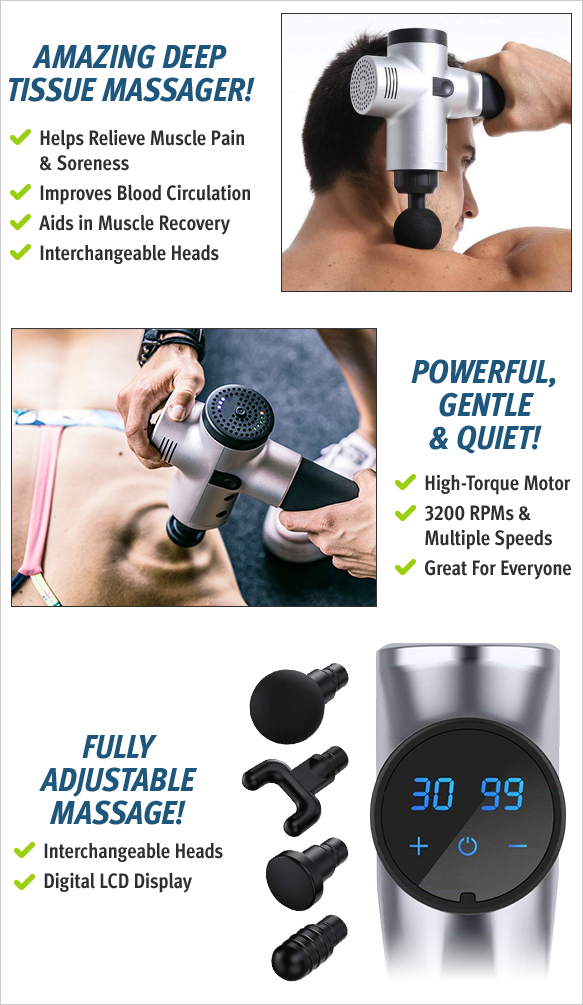 AMAZING DEEP
TISSUE MASSAGER!
Helps Relieve Muscle Pain
& Soreness
Improves Blood Circulation
Aids in Muscle Recovery
Interchangeable Heads
POWERFUL,
GENTLE
& QUIET!
High-Torque Motor
3200 RPMs &
Multiple Speeds
Great For Everyone
FULLY
ADJUSTABLE
MASSAGE!
Interchangeable Heads
Digital LCD Display
30 99
+ −